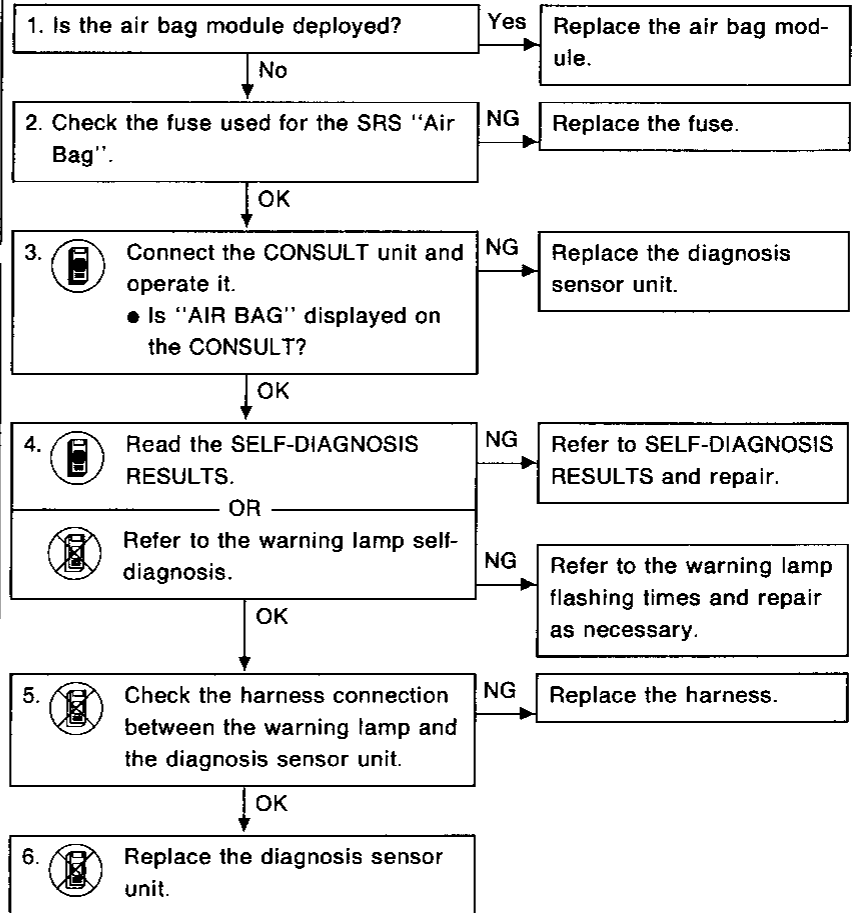 1. Is the air bag module deployed?
Yes
Replace the air bag mod-
ule.
No
2. Check the fuse used for the SRS "Air
Bag".
NG
Replace the fuse.
OK
3. Connect the CONSULT unit and
operate it.
● Is "AIR BAG" displayed on
the CONSULT?
NG
Replace the diagnosis
sensor unit.
OK
4. Read the SELF-DIAGNOSIS
RESULTS.
NG
Refer to SELF-DIAGNOSIS
RESULTS and repair.
OR
Refer to the warning lamp self-
diagnosis.
NG
Refer to the warning lamp
flashing times and repair
as necessary.
OK
5. Check the harness connection
between the warning lamp and
the diagnosis sensor unit.
NG
Replace the harness.
OK
6. Replace the diagnosis sensor
unit.